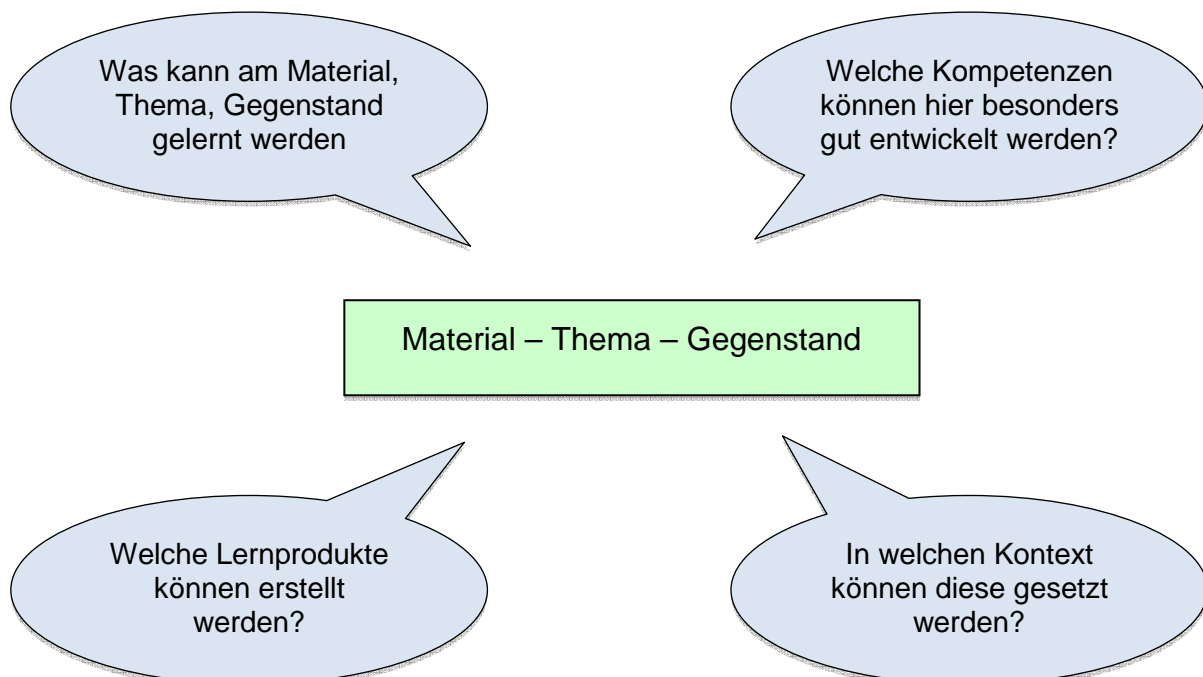 Was kann am Material,
Thema, Gegenstand
gelernt werden
Welche Kompetenzen
können hier besonders
gut entwickelt werden?
Material – Thema – Gegenstand
Welche Lernprodukte
können erstellt
werden?
In welchen Kontext
können diese gesetzt
werden?